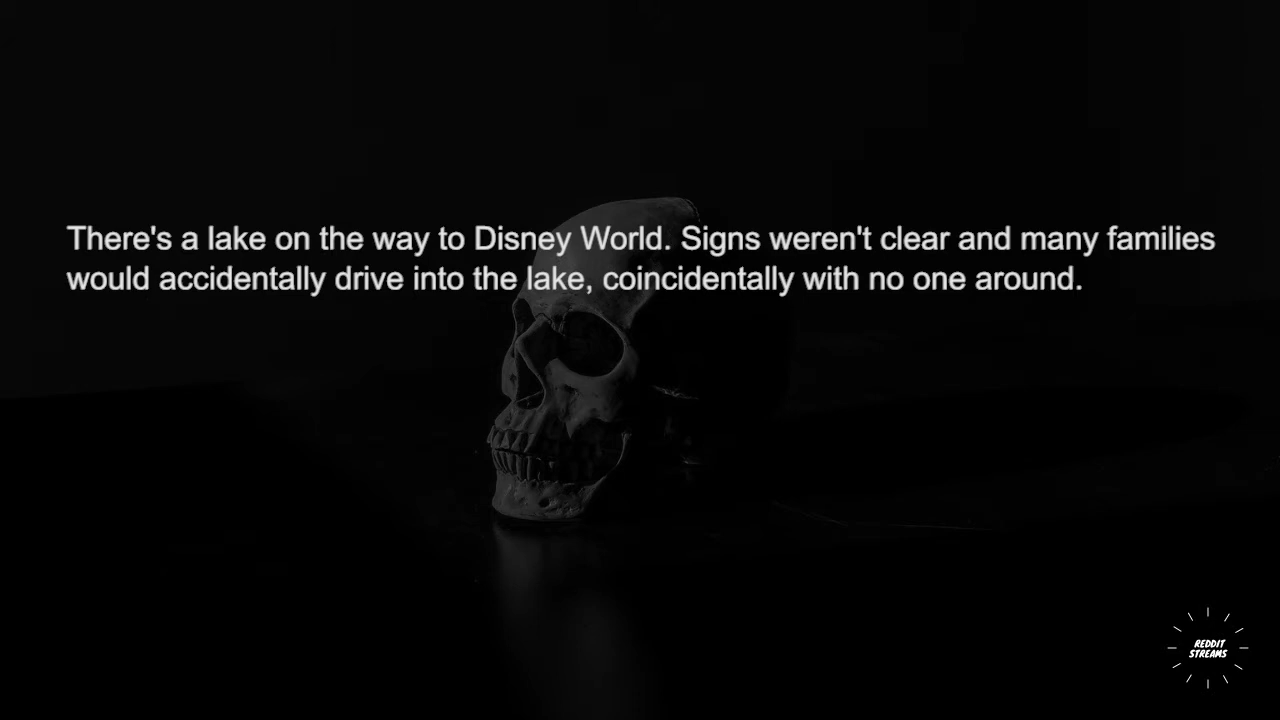 There's a lake on the way to Disney World. Signs weren't clear and many families
would accidentally drive into the lake, coincidentally with no one around.
REDDIT
STREAMS